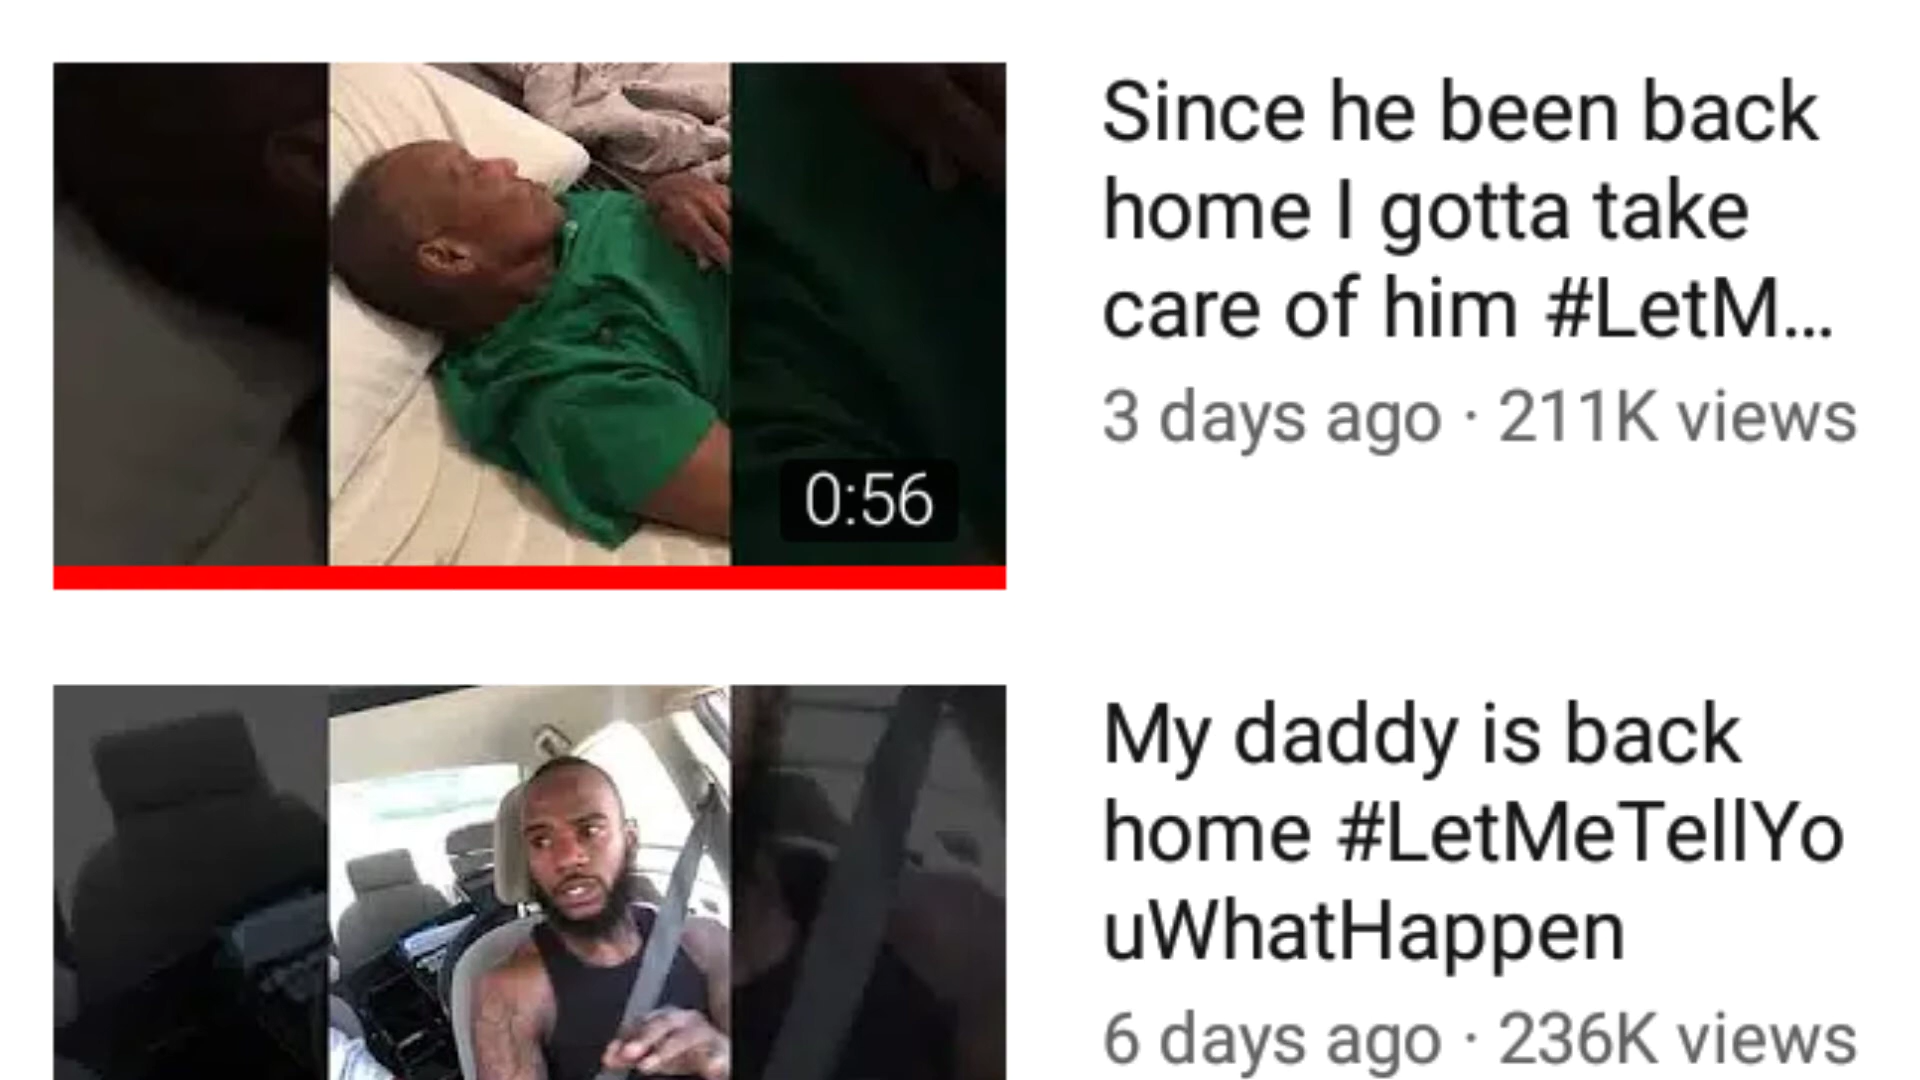 Since he been back
home I gotta take
care of him #LetM...
3 days ago · 211K views
0:56
My daddy is back
home #LetMeTellYo
uWhatHappen
6 days ago · 236K views